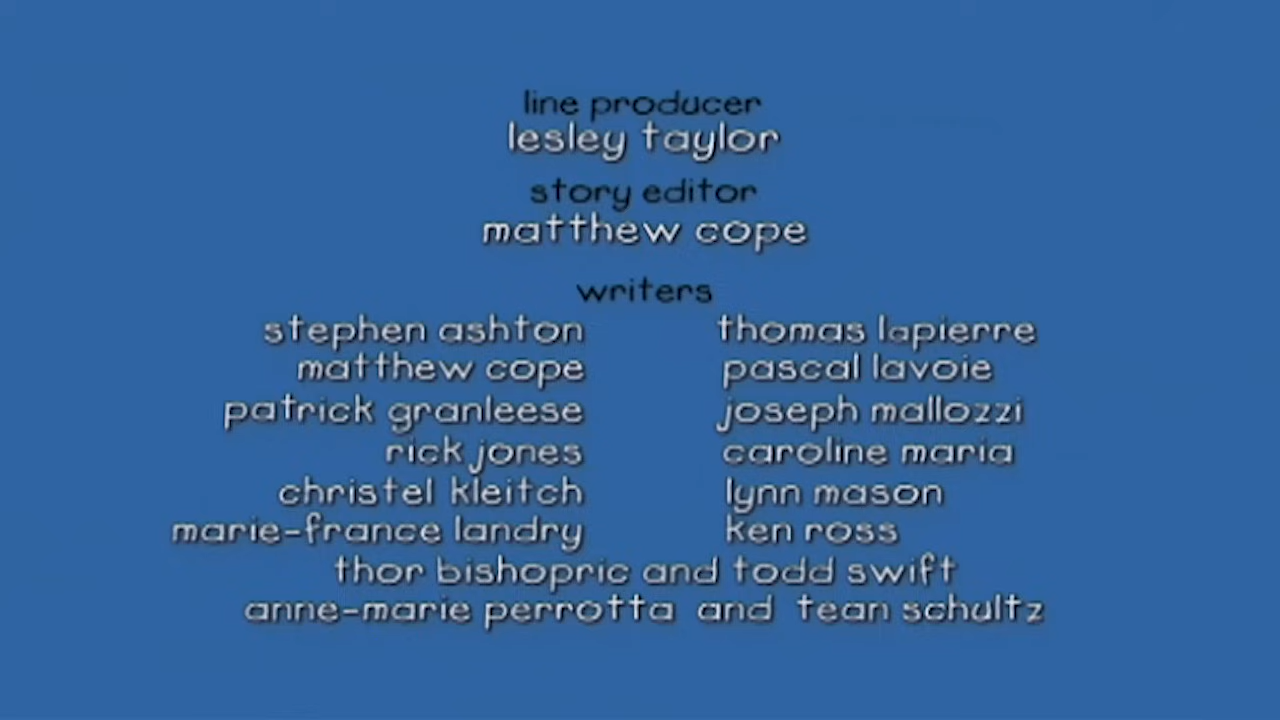 line producer
lesley taylor
story editor
matthew cope
writers
stephen ashton thomas lapierre
matthew cope pascal lavoie
patrick granleese joseph mallozzi
rick jones caroline maria
christel kleitch lynn mason
marie-france landry ken ross
thor bishopric and todd swift
anne-marie perrotta and tean schultz